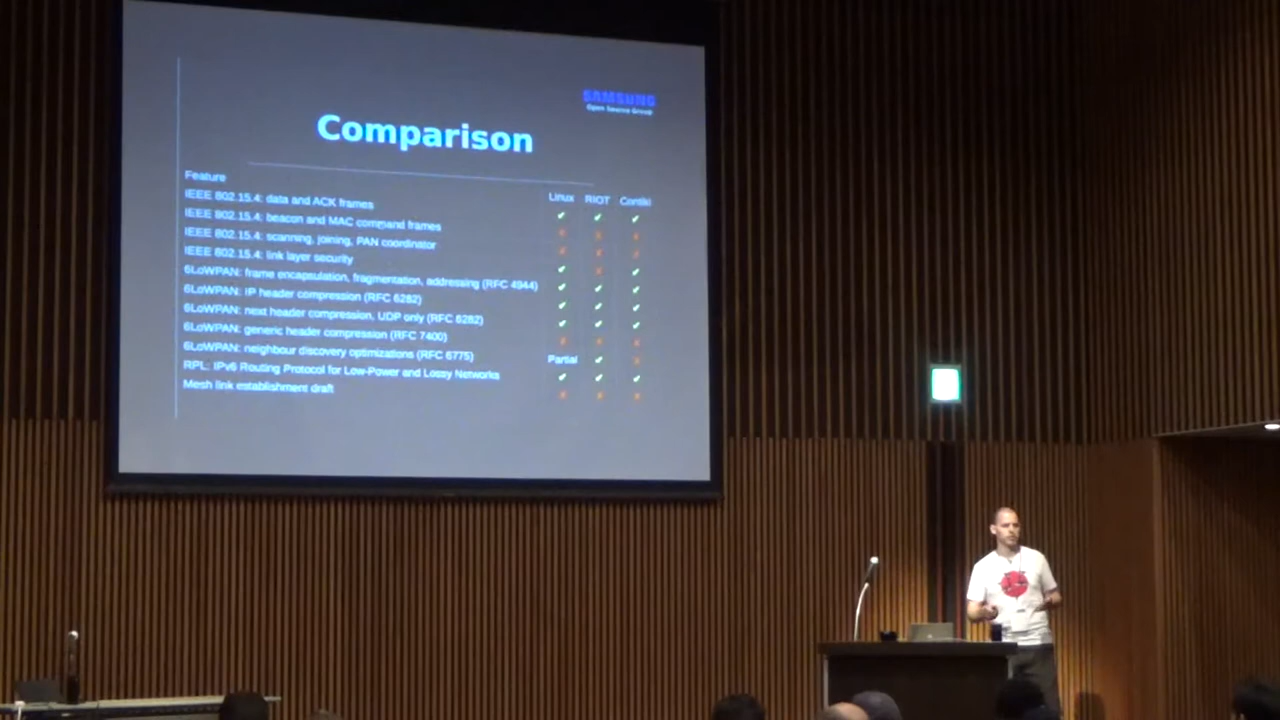 SAMSUNG
Open Source Group
Comparison
Feature Linux RIOT Contiki
IEEE 802.15.4: data and ACK frames ✔ ✔ ✔
IEEE 802.15.4: beacon and MAC command frames ✘ ✘ ✘
IEEE 802.15.4: scanning, joining, PAN coordinator ✘ ✘ ✘
IEEE 802.15.4: link layer security ✔ ✘ ✔
6LoWPAN: frame encapsulation, fragmentation, addressing (RFC 4944) ✔ ✔ ✔
6LoWPAN: IP header compression (RFC 6282) ✔ ✔ ✔
6LoWPAN: next header compression, UDP only (RFC 6282) ✔ ✔ ✔
6LoWPAN: generic header compression (RFC 7400) ✘ ✘ ✘
6LoWPAN: neighbour discovery optimizations (RFC 6775) Partial ✔ ✘
RPL: IPv6 Routing Protocol for Low-Power and Lossy Networks ✔ ✔ ✔
Mesh link establishment draft ✘ ✘ ✘